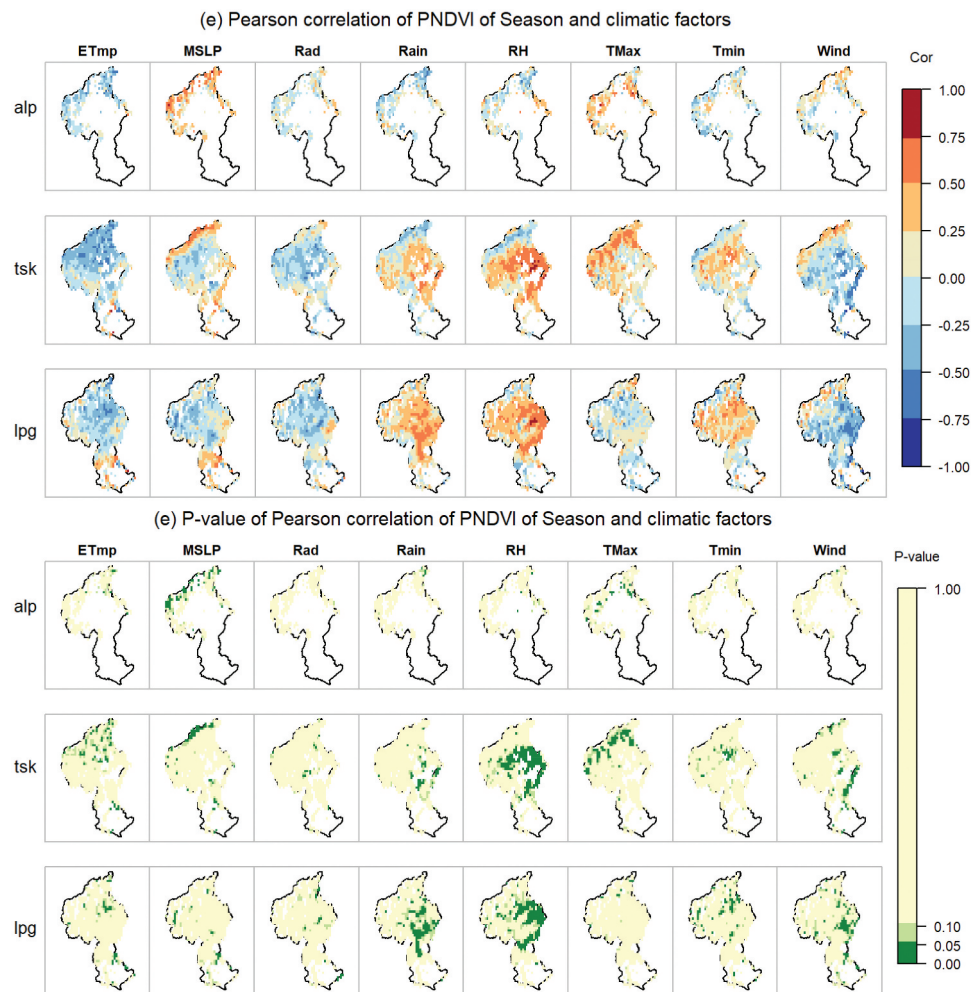 (e) Pearson correlation of PNDVI of Season and climatic factors
ETmp MSLP Rad Rain RH TMax Tmin Wind
Cor
alp
tsk
lpg
1.00
0.75
0.50
0.25
0.00
-0.25
-0.50
-0.75
-1.00
(e) P-value of Pearson correlation of PNDVI of Season and climatic factors
ETmp MSLP Rad Rain RH TMax Tmin Wind
P-value
alp
tsk
lpg
1.00
0.10
0.05
0.00